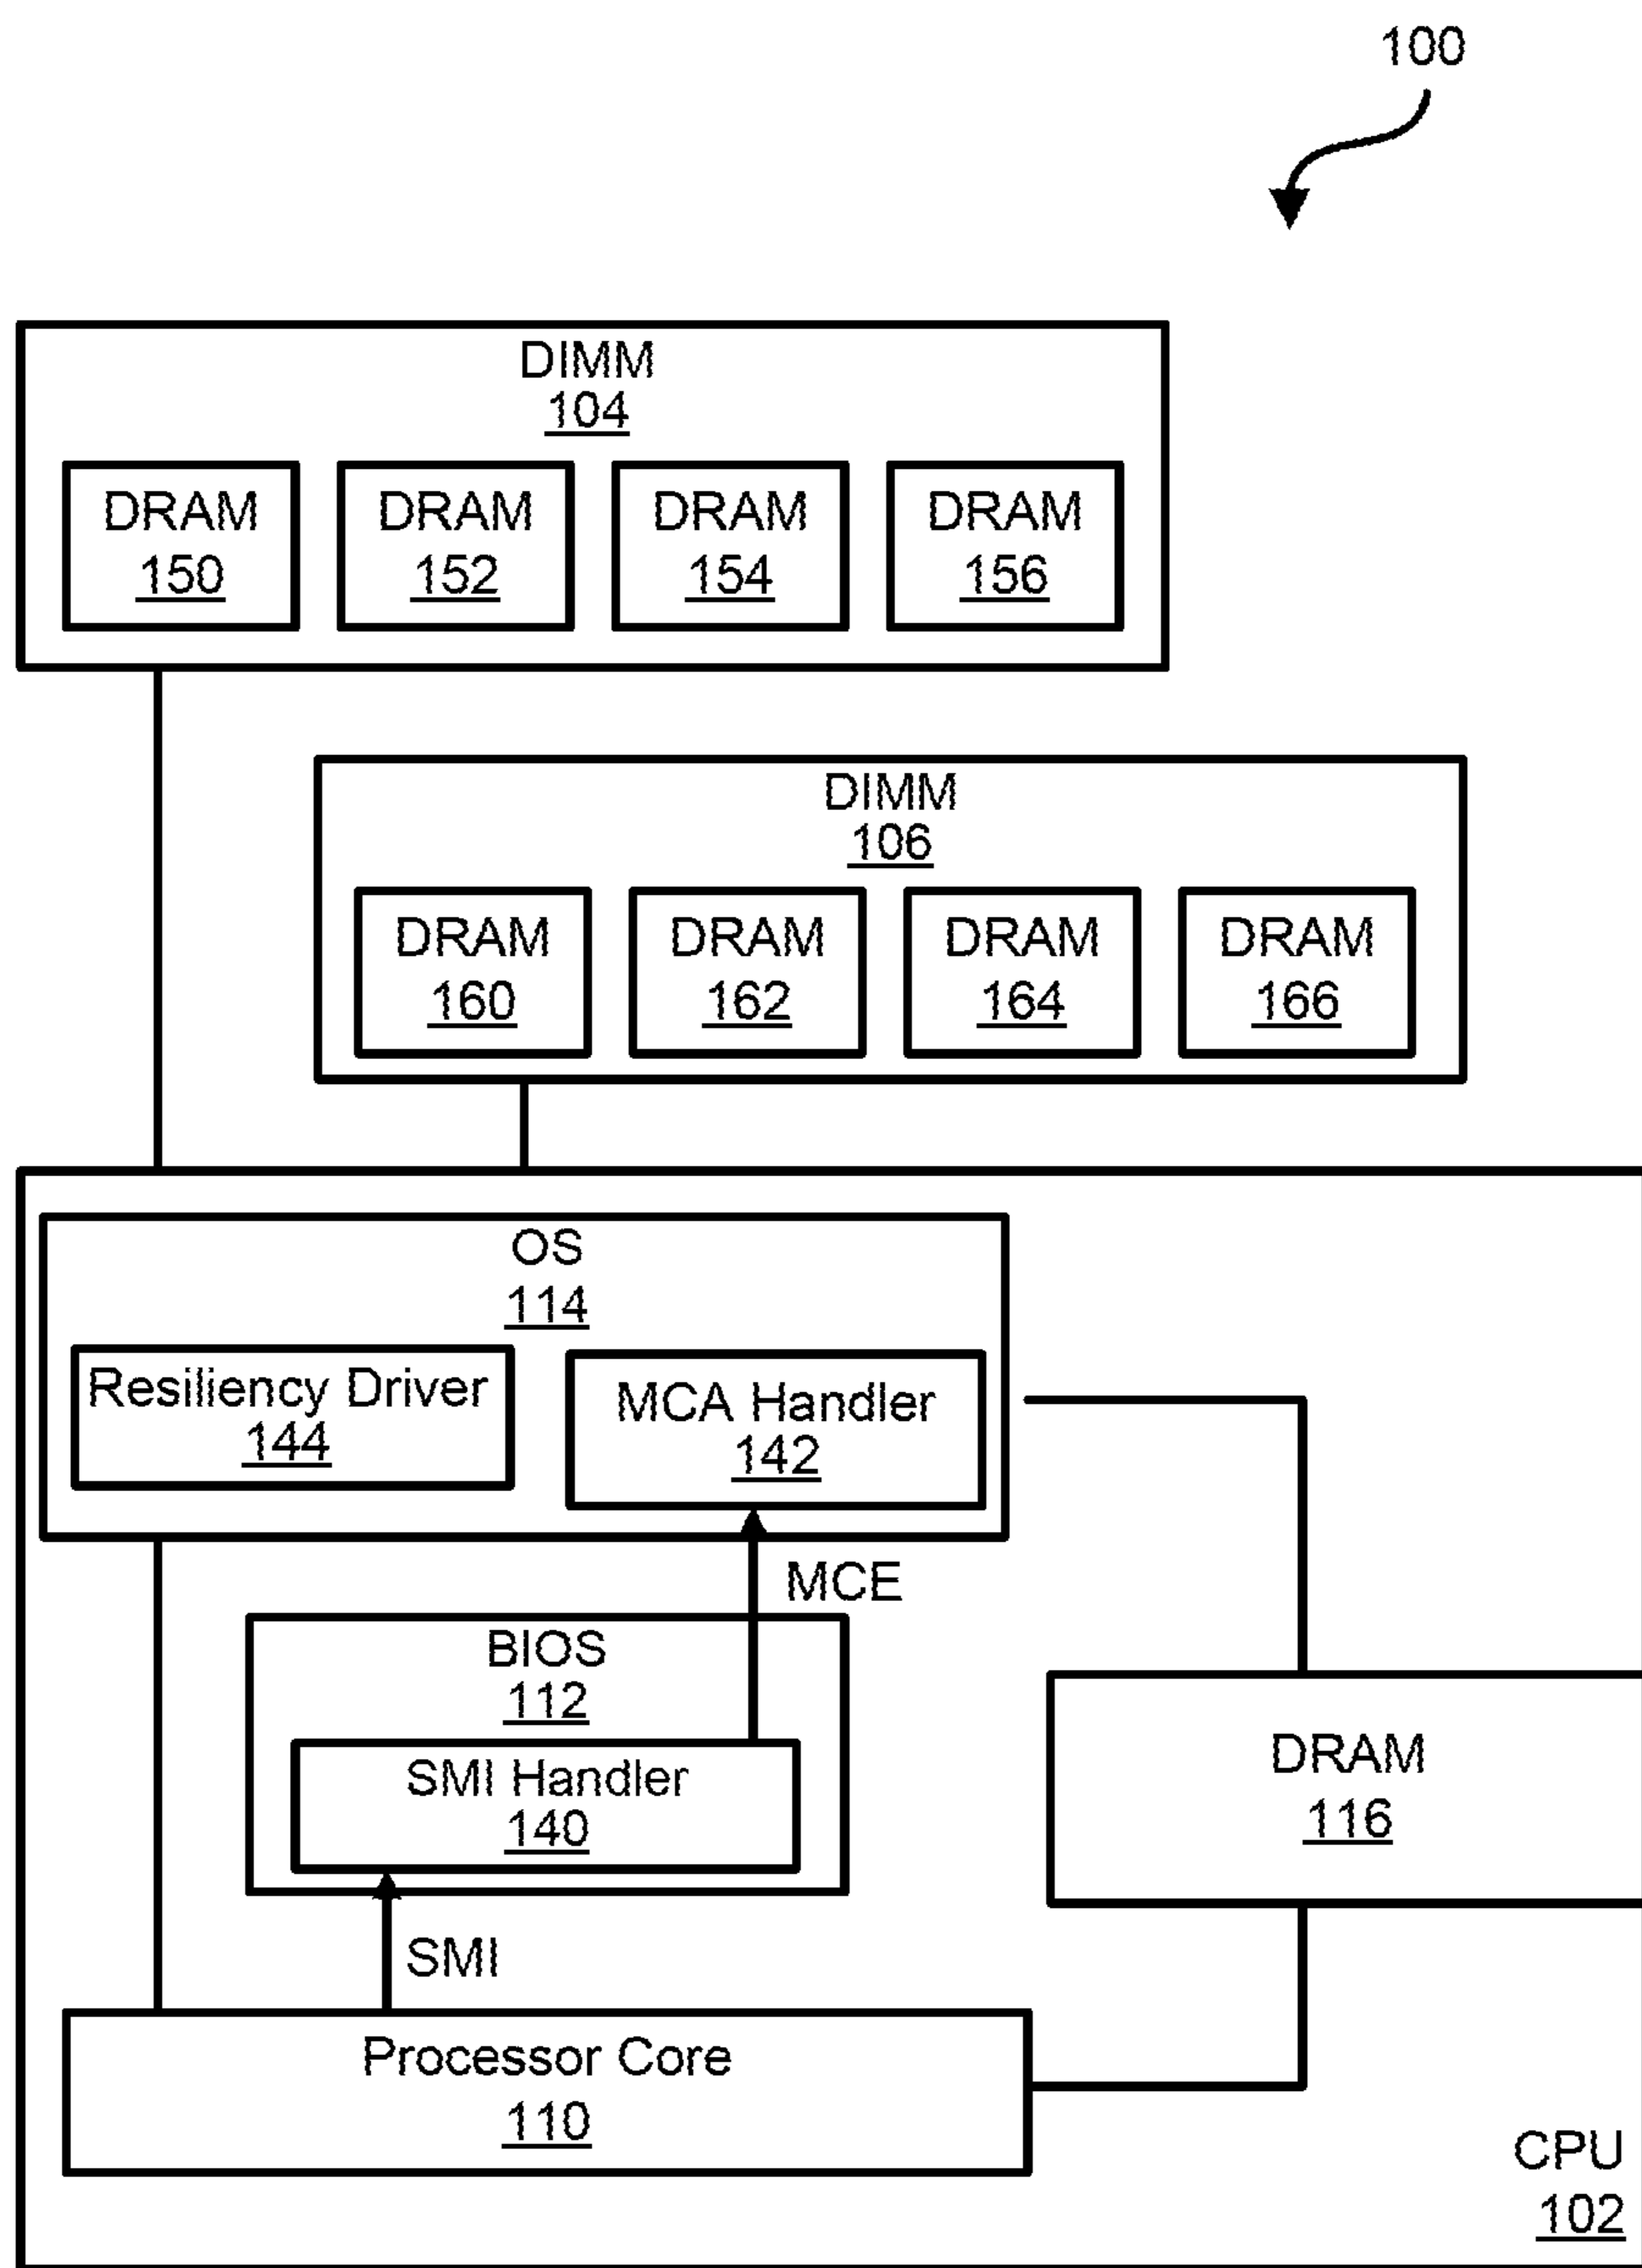 100
DIMM
104
DRAM DRAM DRAM DRAM
150 152 154 156
DIMM
106
DRAM DRAM DRAM DRAM
160 162 164 166
OS
114
Resiliency Driver
144
MCA Handler
142
MCE
BIOS
112
SMI Handler
140
DRAM
116
SMI
Processor Core
110
CPU
102